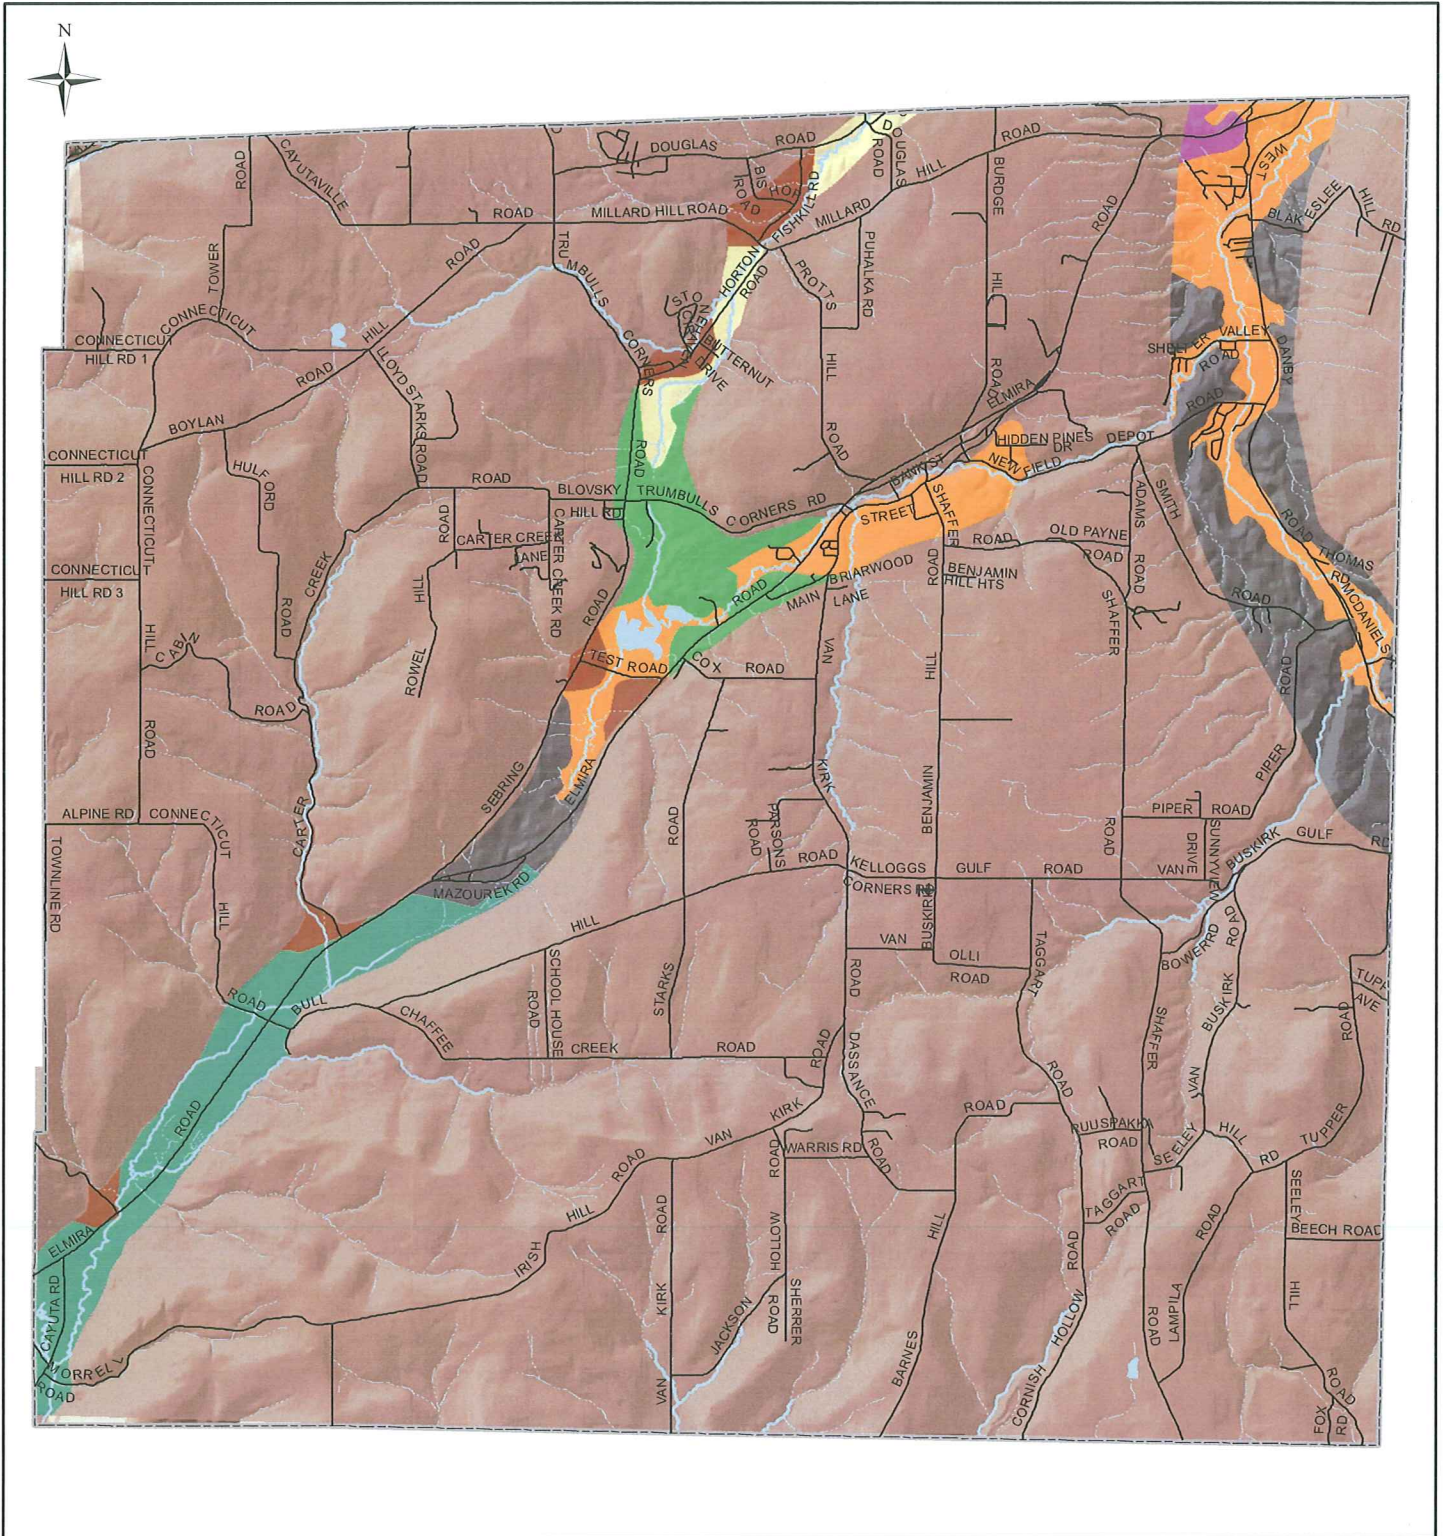 N
DOUGLAS
ROAD
DOUGLAS
ROAD
HILL
ROAD
CAYUTAVILLE
ROAD
ROAD
TOWER
MILLARD HILL ROAD
BISHOP
ROAD
FISHKILL RD
MILLARD
BURDGE
HILL
ROAD
ROAD
WEST
BLAKESLEE
HILL
RD
PUHALKA RD
PROTTS
HILL
ROAD
HORTON
ROAD
TRUMBULLS
CORNERS
ROAD
ROAD
HILL
BUTTERNUT
DRIVE
CONNECTICUT
HILL RD 1
CONNECTICUT
ROAD
BOYLAN
LLOYD STARKS ROAD
SHELTER VALLEY
ROAD
DANBY
ROAD
ELMIRA
HIDDEN PINES
DR
DEPOT
NEWFIELD
BANK ST
STREET
SHAFFER
ROAD
CONNECTICUT
HILL RD 2
HULFORD
ROAD
CONNECTICUT
HILL
ROAD
ROAD
BLOVSKY
HILL RD
TRUMBULLS
CORNERS RD
CARTER CREEK
LANE
CARTER CREEK RD
ROAD
HILL
ROWEL
ADAMS
ROAD
SMITH
ROAD
OLD PAYNE
ROAD
ROAD
BENJAMIN
HILL HTS
ROAD
THOMAS
RD
MCDANIELS
CONNECTICUT
HILL RD 3
CREEK
CARTER
CABIN
ROAD
MAIN
BRIARWOOD
LANE
ROAD
ROAD
TEST ROAD
COX
ROAD
VAN
KIRK
HILL
BENJAMIN
SHAFFER
ROAD
ROAD
PIPER
SEBRING
ELMIRA
ALPINE RD
CONNECTICUT
HILL
TOWNLINE RD
ROAD
PARSONS
ROAD
PIPER
ROAD
SUNNYVIEW
DRIVE
BUSKIRK
GULF
RD
MAZOUREK RD
ROAD
KELLOGGS
CORNERS RD
GULF
ROAD
VAN
HILL
STARKS
VAN
BUSKIRK
OLLI
ROAD
TAGGART
ROAD
BOWER RD
ROAD
BUSKIRK
VAN
ROAD
BULL
CHAFFEE
SCHOOL HOUSE
ROAD
CREEK
ROAD
ROAD
ROAD
DASSANCE
ROAD
SHAFFER
ROAD
AVE
ROAD
TUPPER
ROAD
KIRK
VAN
ROAD
HILL
IRISH
WARRIS RD
ROAD
HOLLOW
JACKSON
ROAD
ROAD
RUUSPAKKA
ROAD
SEELEY
HILL
RD
TAGGART
ROAD
ELMIRA
CAYUTA RD
MORRELL
ROAD
ROAD
KIRK
VAN
SHERRER
HILL
BARNES
ROAD
HOLLOW
CORNISH
ROAD
LAMPILA
ROAD
SEELEY
HILL
BEECH ROAD
ROAD
FOX
RD